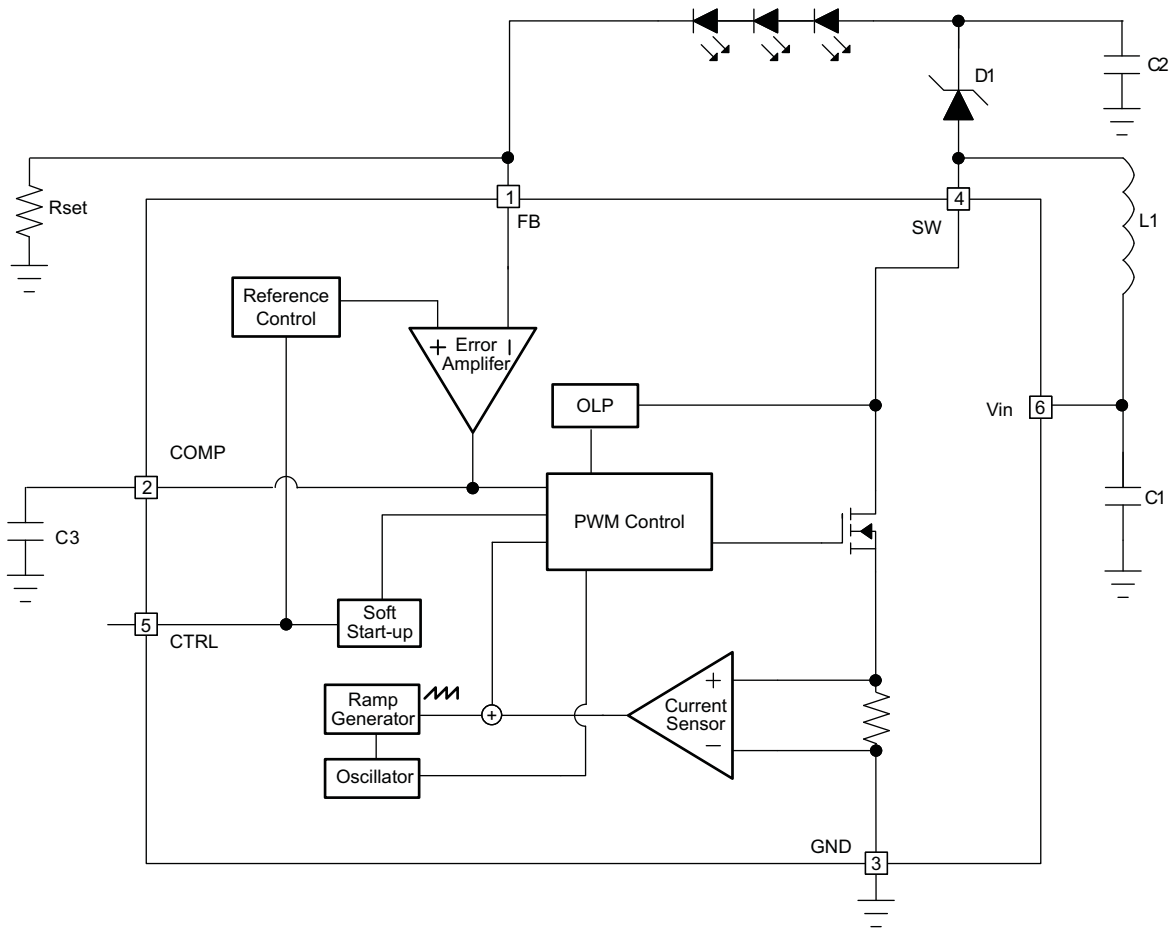 D1
C2
Rset
1
FB
4
SW
L1
Reference
Control
+
Error
Amplifer
OLP
Vin
6
COMP
2
PWM Control
C1
C3
Soft
Start-up
5
CTRL
Ramp
Generator
+
+
Current
Sensor
−
Oscillator
GND
3